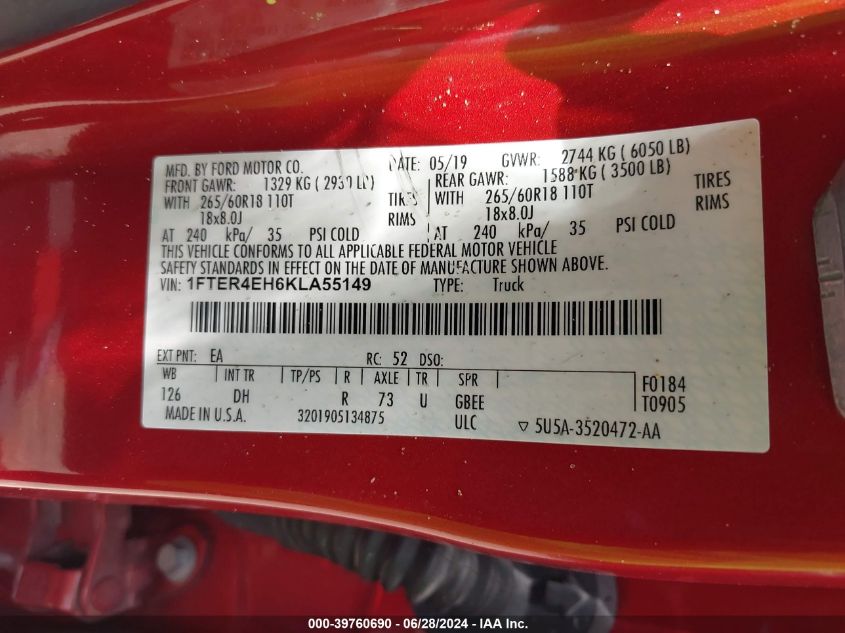 MFD. BY FORD MOTOR CO. DATE: 05/19 GVWR: 2744 KG ( 6050 LB)
FRONT GAWR: 1329 KG ( 2930 LB) REAR GAWR: 1588 KG ( 3500 LB)
WITH 265/60R18 110T TIRES WITH 265/60R18 110T TIRES
18x8.0J RIMS 18x8.0J RIMS
AT 240 kPa/ 35 PSI COLD AT 240 kPa/ 35 PSI COLD
THIS VEHICLE CONFORMS TO ALL APPLICABLE FEDERAL MOTOR VEHICLE
SAFETY STANDARDS IN EFFECT ON THE DATE OF MANUFACTURE SHOWN ABOVE.
VIN: 1FTER4EH6KLA55149 TYPE: Truck
EXT PNT: EA RC: 52 DSO:
WB INT TR TP/PS R AXLE TR SPR F0184
126 DH R 73 U GBEE T0905
MADE IN U.S.A. 3201905134875 ULC ▽ 5U5A-3520472-AA
000-39760690 - 06/28/2024 - IAA Inc.